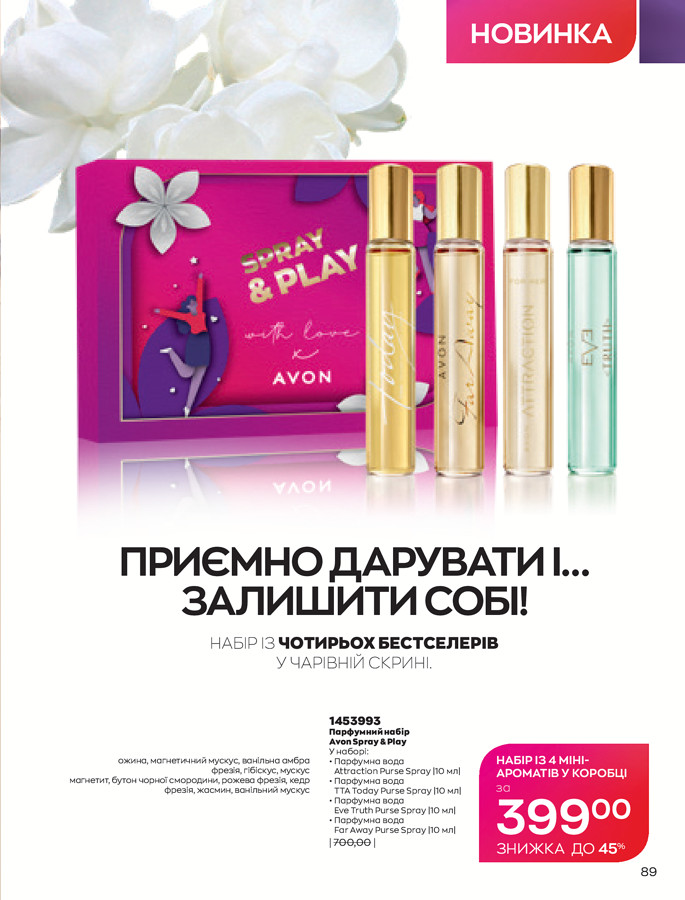 НОВИНКА
SPRAY
& PLAY
with love
x
AVON
today
AVON
Far Away
FOR HER
ATTRACTION
EVE
TRUTH
AVON
ПРИЄМНО ДАРУВАТИ І...
ЗАЛИШИТИ СОБІ!
НАБІР ІЗ ЧОТИРЬОХ БЕСТСЕЛЕРІВ
У ЧАРІВНІЙ СКРИНІ.
ожина, магнетичний мускус, ванільна амбра
фрезія, гібіскус, мускус
магнетит, бутон чорної смородини, рожева фрезія, кедр
фрезія, жасмин, ванільний мускус
1453993
Парфумний набір
Avon Spray & Play
У наборі:
• Парфумна вода
Attraction Purse Spray |10 мл|
• Парфумна вода
TTA Today Purse Spray |10 мл|
• Парфумна вода
Eve Truth Purse Spray |10 мл|
• Парфумна вода
Far Away Purse Spray |10 мл|
| 700,00 |
НАБІР ІЗ 4 МІНІ-
АРОМАТІВ У КОРОБЦІ
за
399⁰⁰
ЗНИЖКА ДО 45%
89